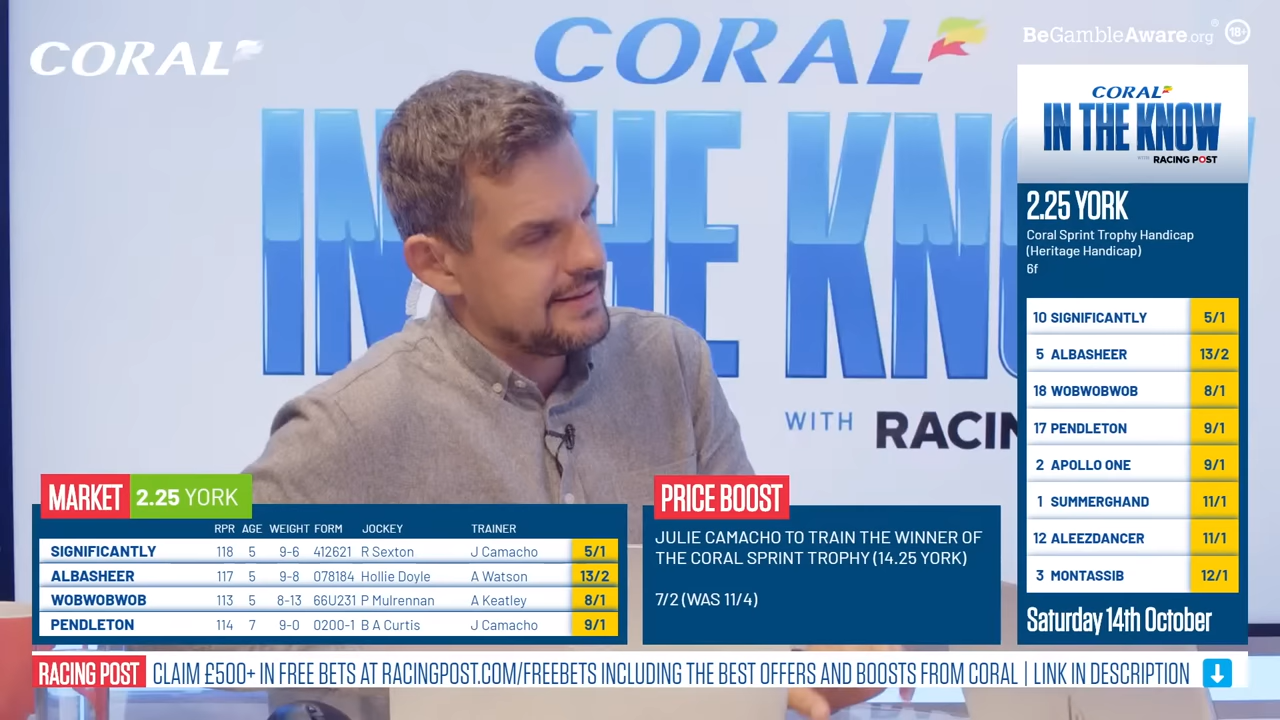 CORAL
CORAL
BeGambleAware.org® 18+
IN THE KNOW
WITH RACIN
CORAL
IN THE KNOW
WITH RACING POST
2.25 YORK
Coral Sprint Trophy Handicap
(Heritage Handicap)
6f
10 SIGNIFICANTLY 5/1
5 ALBASHEER 13/2
18 WOBWOBWOB 8/1
17 PENDLETON 9/1
2 APOLLO ONE 9/1
1 SUMMERGHAND 11/1
12 ALEEZDANCER 11/1
3 MONTASSIB 12/1
Saturday 14th October
MARKET 2.25 YORK
RPR AGE WEIGHT FORM JOCKEY TRAINER
SIGNIFICANTLY 118 5 9-6 412621 R Sexton J Camacho 5/1
ALBASHEER 117 5 9-8 078184 Hollie Doyle A Watson 13/2
WOBWOBWOB 113 5 8-13 66U231 P Mulrennan A Keatley 8/1
PENDLETON 114 7 9-0 0200-1 B A Curtis J Camacho 9/1
PRICE BOOST
JULIE CAMACHO TO TRAIN THE WINNER OF
THE CORAL SPRINT TROPHY (14.25 YORK)
7/2 (WAS 11/4)
RACING POST CLAIM £500+ IN FREE BETS AT RACINGPOST.COM/FREEBETS INCLUDING THE BEST OFFERS AND BOOSTS FROM CORAL | LINK IN DESCRIPTION